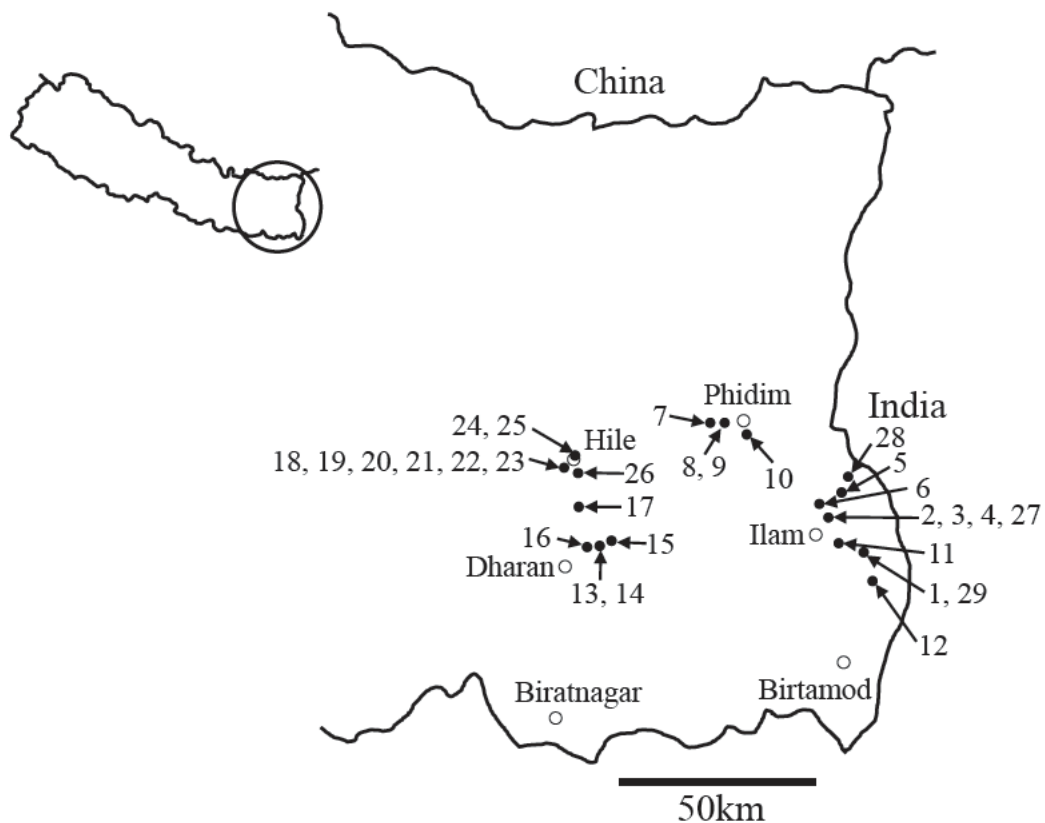 China
Phidim
India
7
28
24, 25
Hile
8, 9
5
18, 19, 20, 21, 22, 23
26
10
6
17
2, 3, 4, 27
Ilam
16
15
11
Dharan
13, 14
1, 29
12
Biratnagar
Birtamod
50km